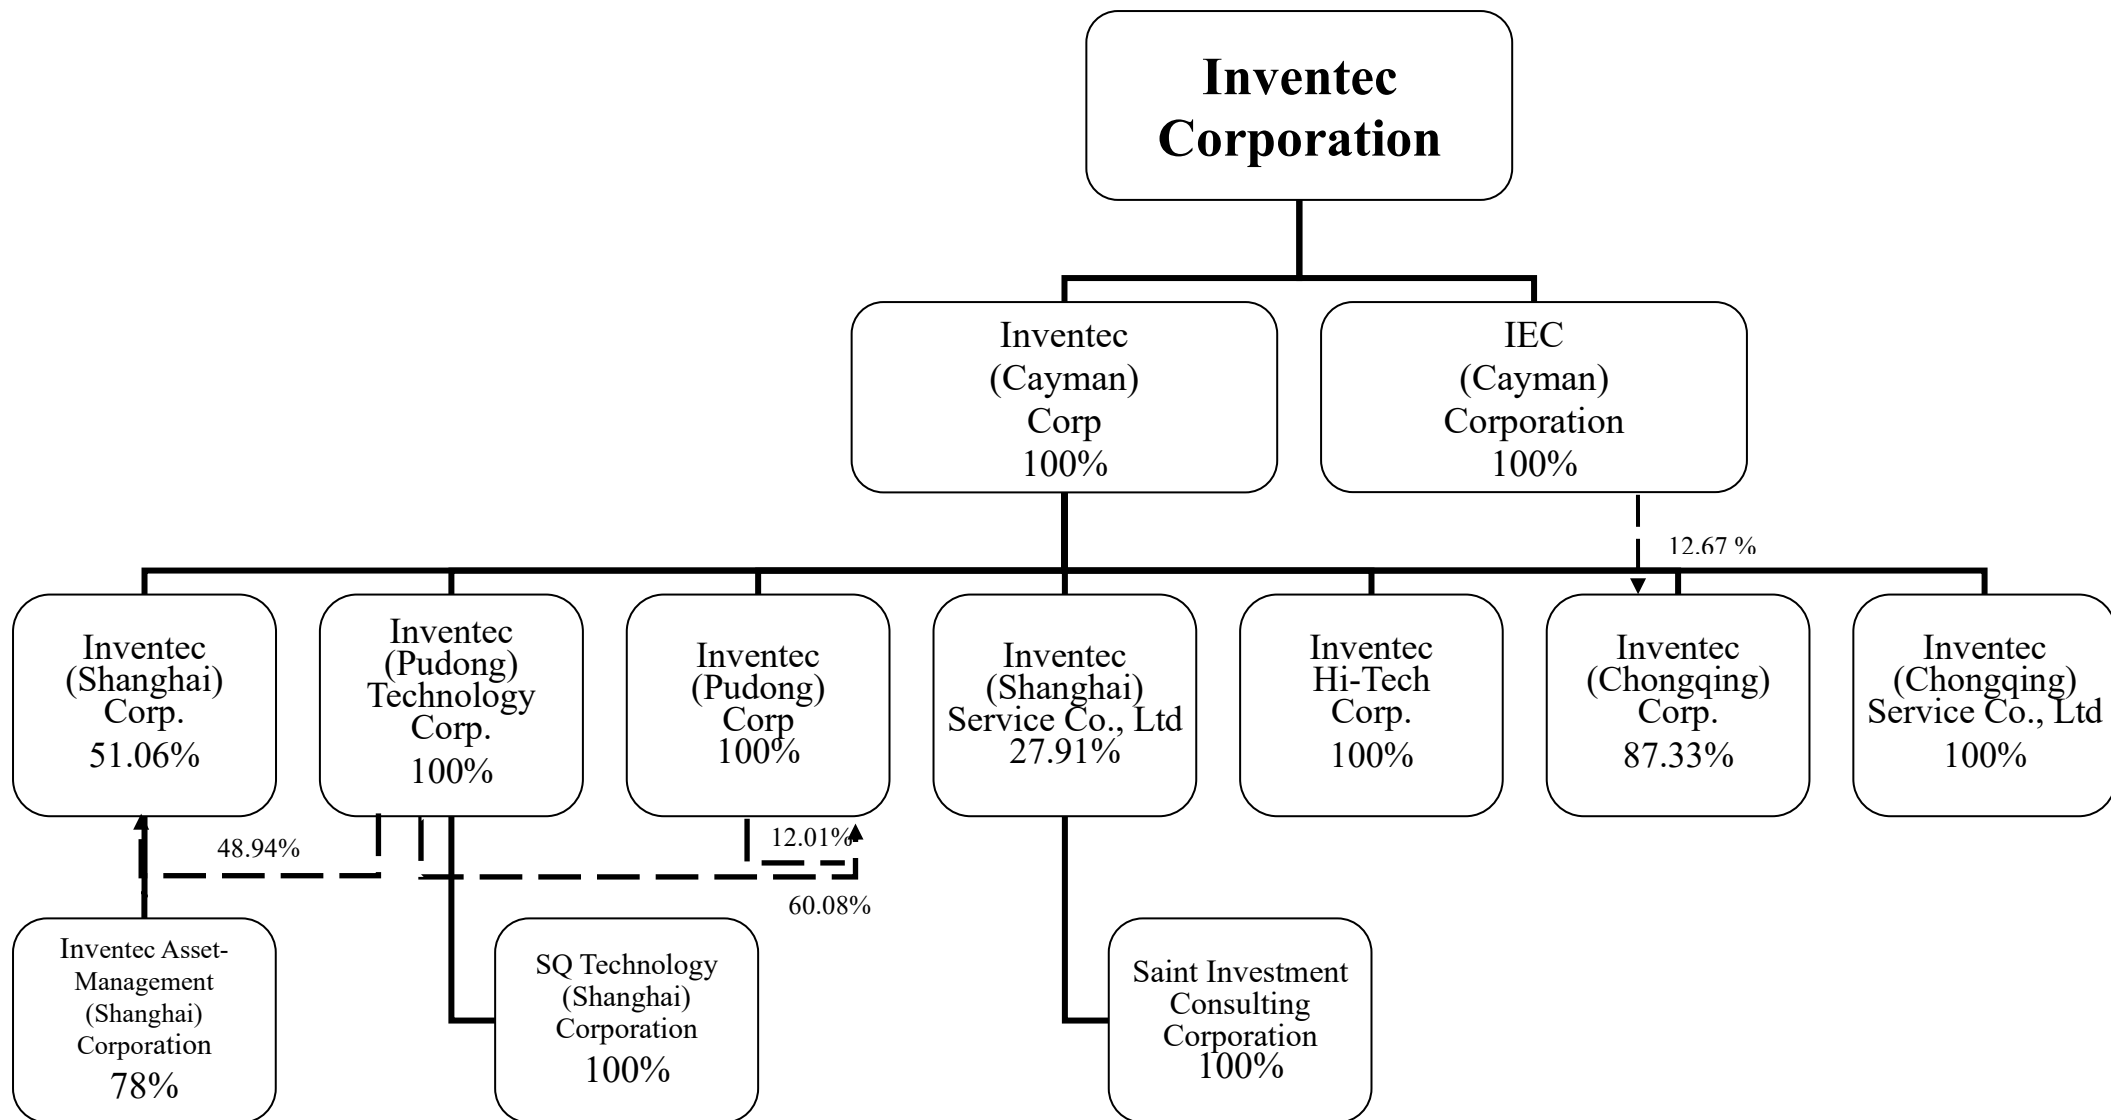 Inventec
Corporation
Inventec
(Cayman)
Corp
100%
IEC
(Cayman)
Corporation
100%
12.67 %
Inventec
(Shanghai)
Corp.
51.06%
Inventec
(Pudong)
Technology
Corp.
100%
Inventec
(Pudong)
Corp
100%
Inventec
(Shanghai)
Service Co., Ltd
27.91%
Inventec
Hi-Tech
Corp.
100%
Inventec
(Chongqing)
Corp.
87.33%
Inventec
(Chongqing)
Service Co., Ltd
100%
48.94%
12.01%
60.08%
Inventec Asset-
Management
(Shanghai)
Corporation
78%
SQ Technology
(Shanghai)
Corporation
100%
Saint Investment
Consulting
Corporation
100%